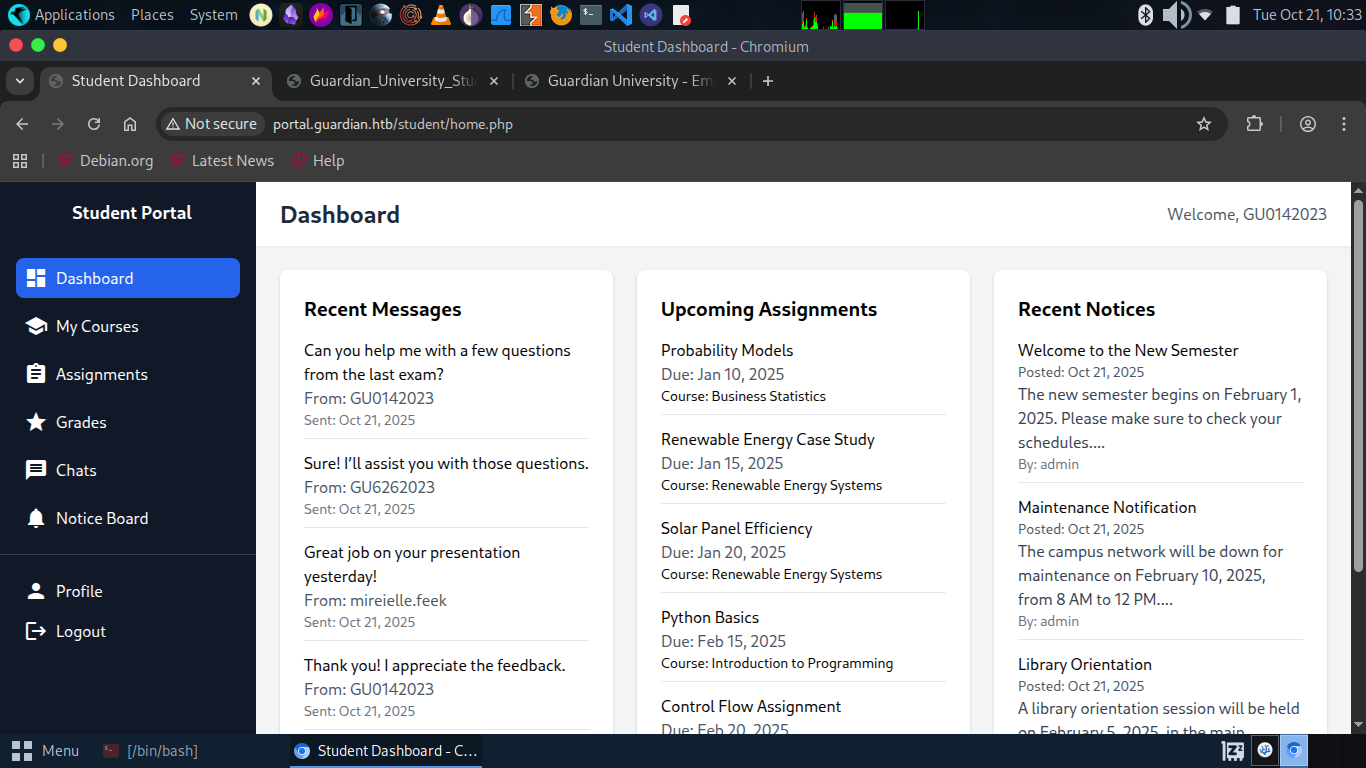 Applications Places System
Tue Oct 21, 10:33
Student Dashboard - Chromium
Student Dashboard
Guardian_University_Stu
Guardian University - Em
Not secure
portal.guardian.htb/student/home.php
Debian.org
Latest News
Help
Student Portal
Dashboard
My Courses
Assignments
Grades
Chats
Notice Board
Profile
Logout
Dashboard
Welcome, GU0142023
Recent Messages
Can you help me with a few questions
from the last exam?
From: GU0142023
Sent: Oct 21, 2025
Sure! I’ll assist you with those questions.
From: GU6262023
Sent: Oct 21, 2025
Great job on your presentation
yesterday!
From: mireielle.feek
Sent: Oct 21, 2025
Thank you! I appreciate the feedback.
From: GU0142023
Sent: Oct 21, 2025
Upcoming Assignments
Probability Models
Due: Jan 10, 2025
Course: Business Statistics
Renewable Energy Case Study
Due: Jan 15, 2025
Course: Renewable Energy Systems
Solar Panel Efficiency
Due: Jan 20, 2025
Course: Renewable Energy Systems
Python Basics
Due: Feb 15, 2025
Course: Introduction to Programming
Control Flow Assignment
Due: Feb 20, 2025
Recent Notices
Welcome to the New Semester
Posted: Oct 21, 2025
The new semester begins on February 1,
2025. Please make sure to check your
schedules....
By: admin
Maintenance Notification
Posted: Oct 21, 2025
The campus network will be down for
maintenance on February 10, 2025,
from 8 AM to 12 PM....
By: admin
Library Orientation
Posted: Oct 21, 2025
A library orientation session will be held
on February 5, 2025, in the main
Menu
[/bin/bash]
Student Dashboard - C...